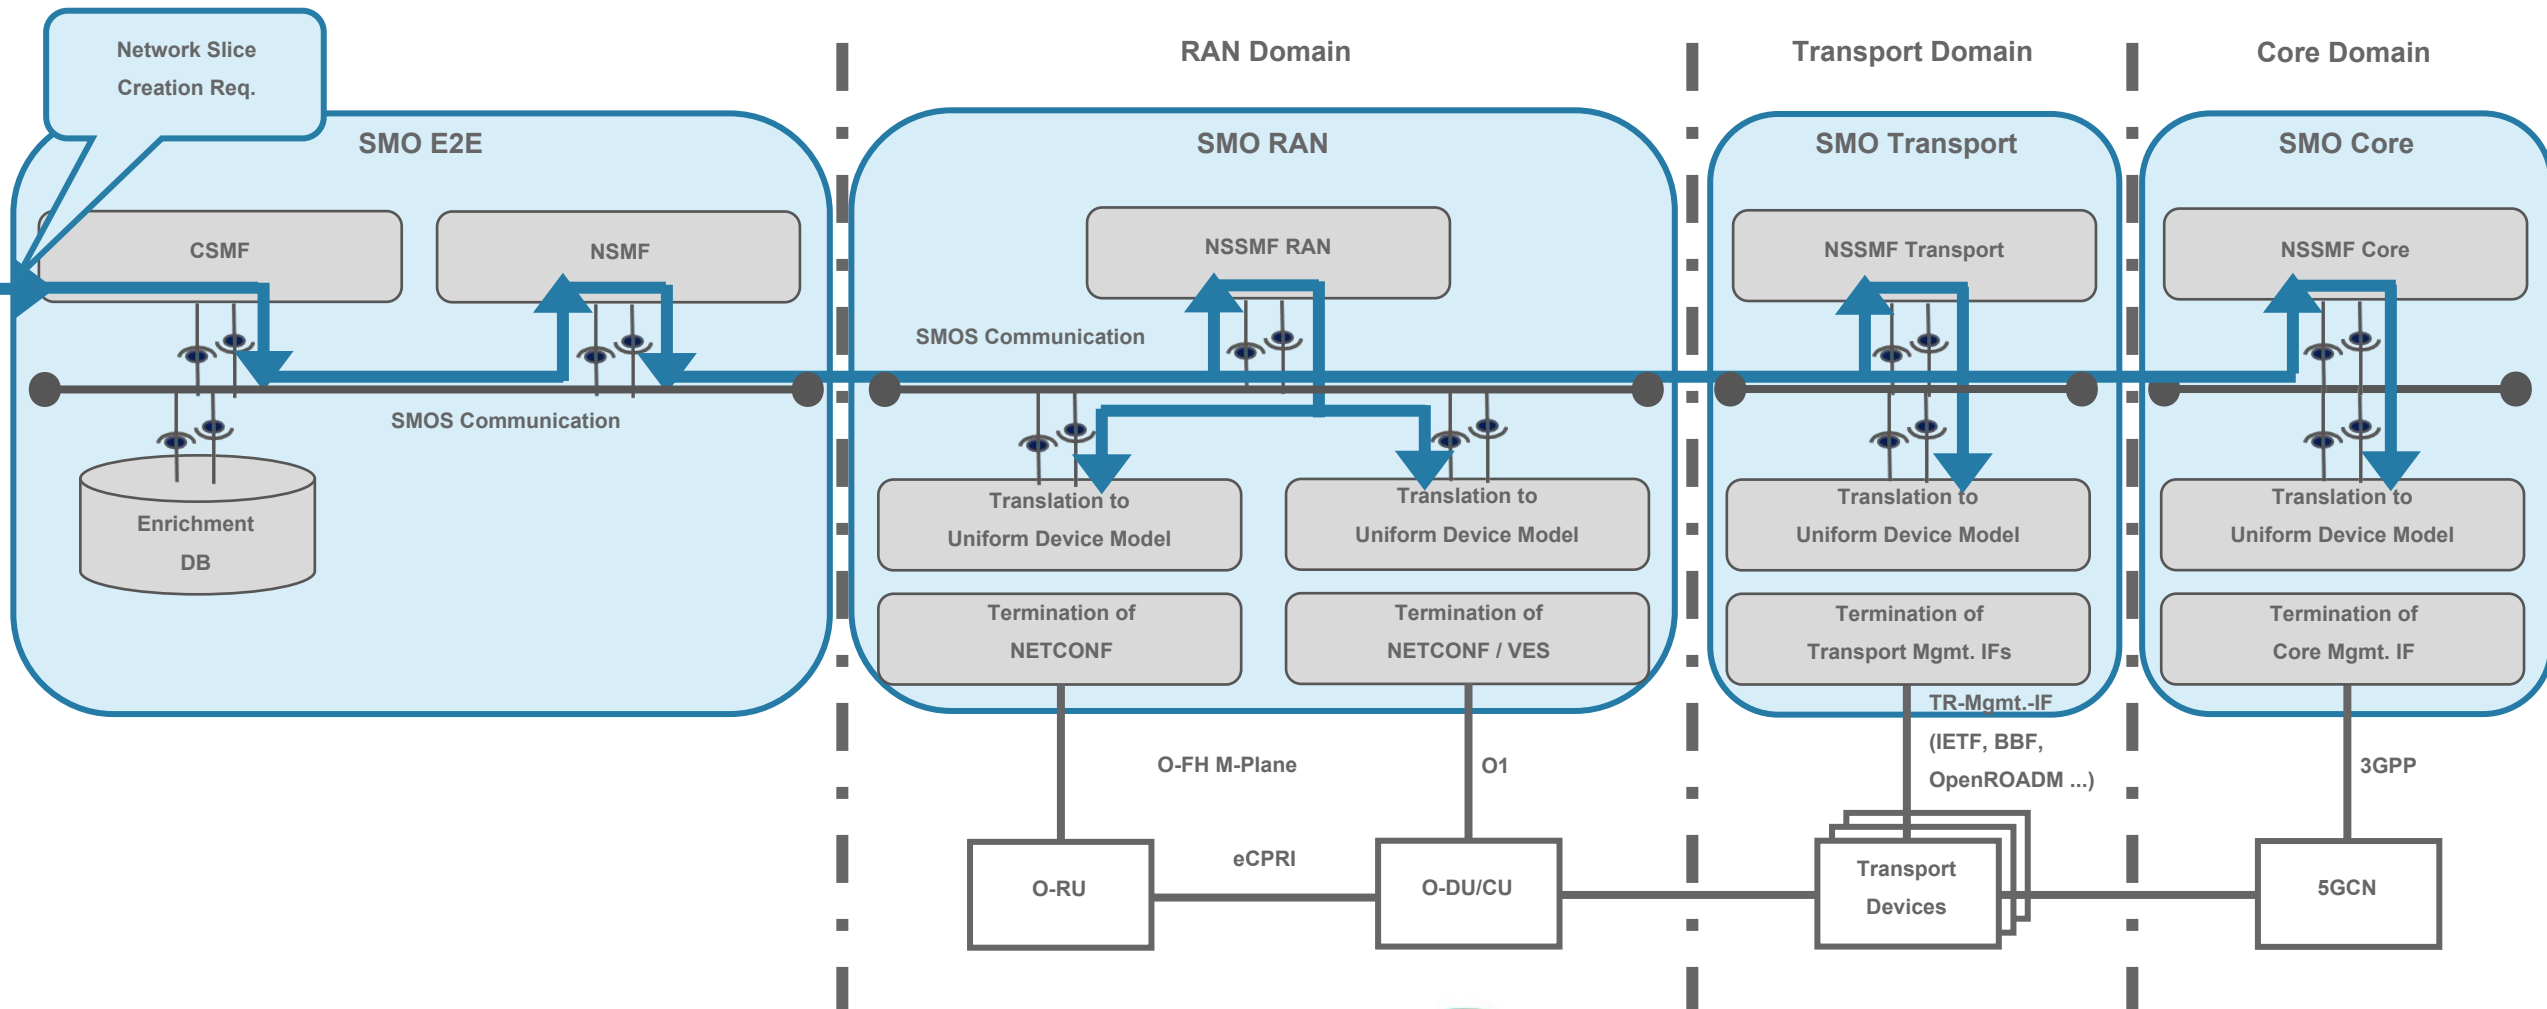 Network Slice
Creation Req.
RAN Domain
Transport Domain
Core Domain
SMO E2E
SMO RAN
SMO Transport
SMO Core
CSMF
NSMF
NSSMF RAN
NSSMF Transport
NSSMF Core
SMOS Communication
SMOS Communication
Enrichment
DB
Translation to
Uniform Device Model
Translation to
Uniform Device Model
Translation to
Uniform Device Model
Translation to
Uniform Device Model
Termination of
NETCONF
Termination of
NETCONF / VES
Termination of
Transport Mgmt. IFs
Termination of
Core Mgmt. IF
O-FH M-Plane
O1
TR-Mgmt.-IF
(IETF, BBF,
OpenROADM ...)
3GPP
O-RU
eCPRI
O-DU/CU
Transport
Devices
5GCN